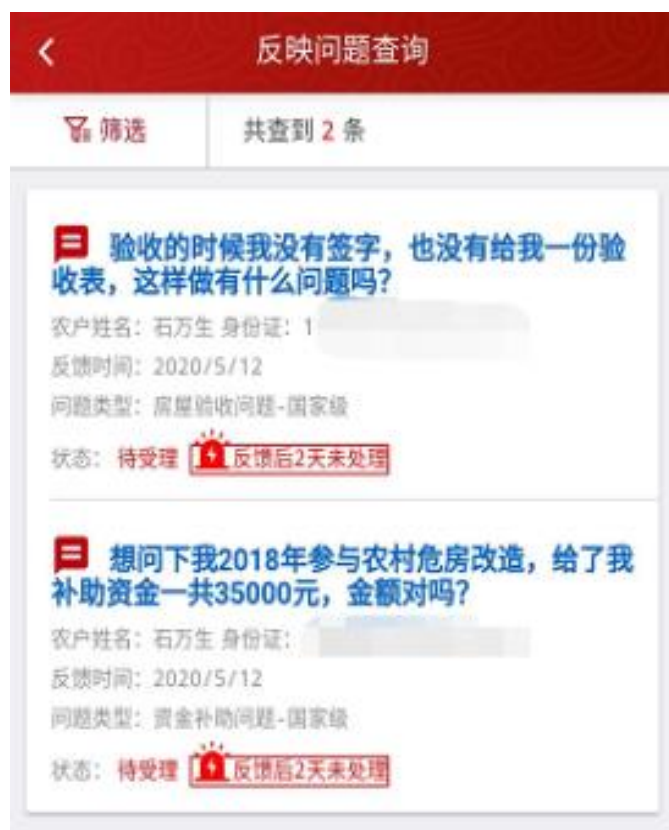 反映问题查询
筛选
共查到 2 条
验收的时候我没有签字，也没有给我一份验
收表，这样做有什么问题吗？
农户姓名：石万生 身份证：1
反馈时间：2020/5/12
问题类型：房屋验收问题-国家级
状态：待受理 反馈后2天未处理
想问下我2018年参与农村危房改造，给了我
补助资金一共35000元，金额对吗？
农户姓名：石万生 身份证：
反馈时间：2020/5/12
问题类型：资金补助问题-国家级
状态：待受理 反馈后2天未处理